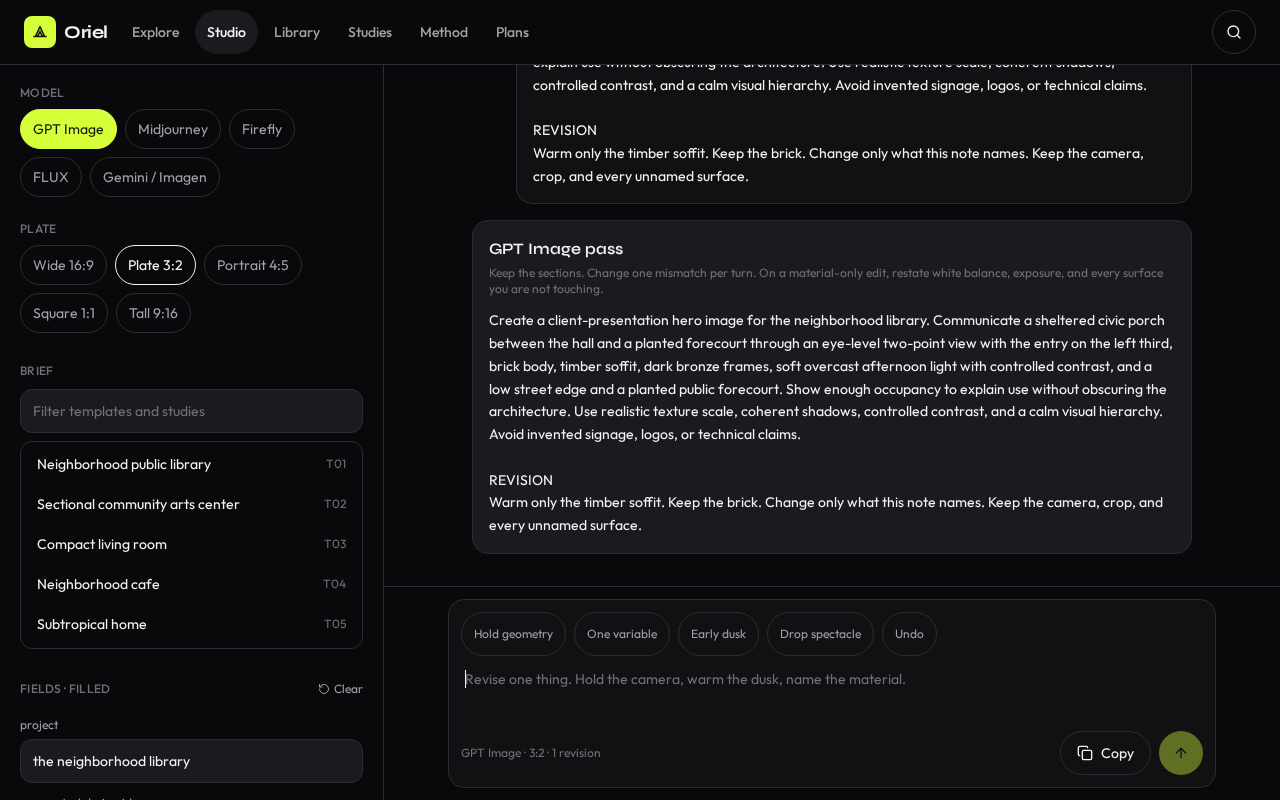 Oriel
Explore
Studio
Library
Studies
Method
Plans
MODEL
GPT Image
Midjourney
Firefly
FLUX
Gemini / Imagen
PLATE
Wide 16:9
Plate 3:2
Portrait 4:5
Square 1:1
Tall 9:16
BRIEF
Filter templates and studies
Neighborhood public library T01
Sectional community arts center T02
Compact living room T03
Neighborhood cafe T04
Subtropical home T05
FIELDS · FILLED Clear
project
the neighborhood library
explain use without obscuring the architecture. Use realistic texture scale, coherent shadows,
controlled contrast, and a calm visual hierarchy. Avoid invented signage, logos, or technical claims.
REVISION
Warm only the timber soffit. Keep the brick. Change only what this note names. Keep the camera,
crop, and every unnamed surface.
GPT Image pass
Keep the sections. Change one mismatch per turn. On a material-only edit, restate white balance, exposure, and every surface
you are not touching.
Create a client-presentation hero image for the neighborhood library. Communicate a sheltered civic porch
between the hall and a planted forecourt through an eye-level two-point view with the entry on the left third,
brick body, timber soffit, dark bronze frames, soft overcast afternoon light with controlled contrast, and a
low street edge and a planted public forecourt. Show enough occupancy to explain use without obscuring the
architecture. Use realistic texture scale, coherent shadows, controlled contrast, and a calm visual hierarchy.
Avoid invented signage, logos, or technical claims.
REVISION
Warm only the timber soffit. Keep the brick. Change only what this note names. Keep the camera, crop, and
every unnamed surface.
Hold geometry
One variable
Early dusk
Drop spectacle
Undo
Revise one thing. Hold the camera, warm the dusk, name the material.
GPT Image · 3:2 · 1 revision
Copy